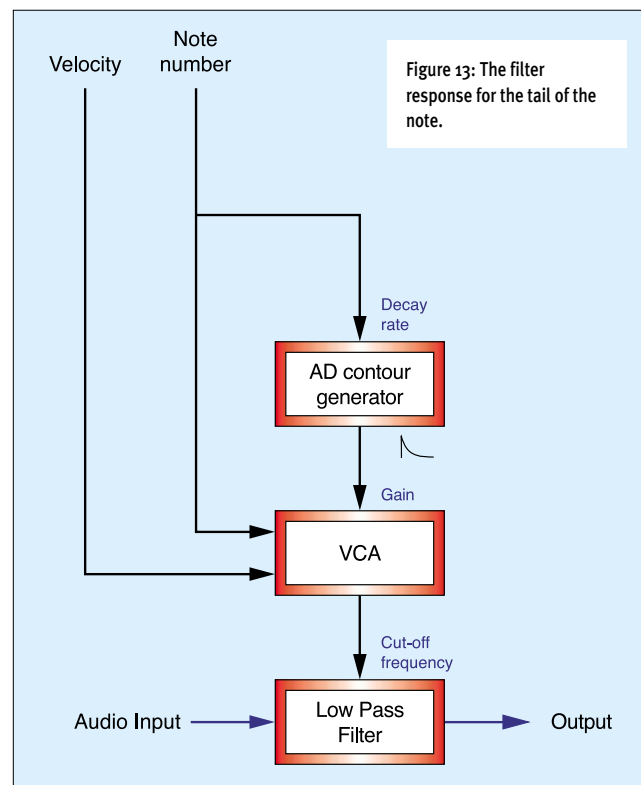 Velocity
Note
number
Figure 13: The filter
response for the tail of the
note.
Decay
rate
AD contour
generator
Gain
VCA
Cut-off
frequency
Audio Input
Low Pass
Filter
Output